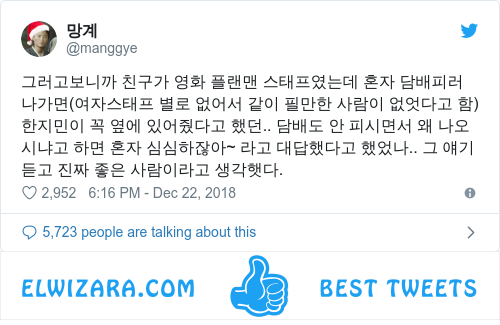 망계
@manggye
그러고보니까 친구가 영화 플랜맨 스태프였는데 혼자 담배피러
나가면(여자스태프 별로 없어서 같이 필만한 사람이 없엇다고 함)
한지민이 꼭 옆에 있어줬다고 했던.. 담배도 안 피시면서 왜 나오
시냐고 하면 혼자 심심하잖아~ 라고 대답했다고 했었나.. 그 얘기
듣고 진짜 좋은 사람이라고 생각햇다.
2,952 6:16 PM - Dec 22, 2018
5,723 people are talking about this
ELWIZARA.COM BEST TWEETS